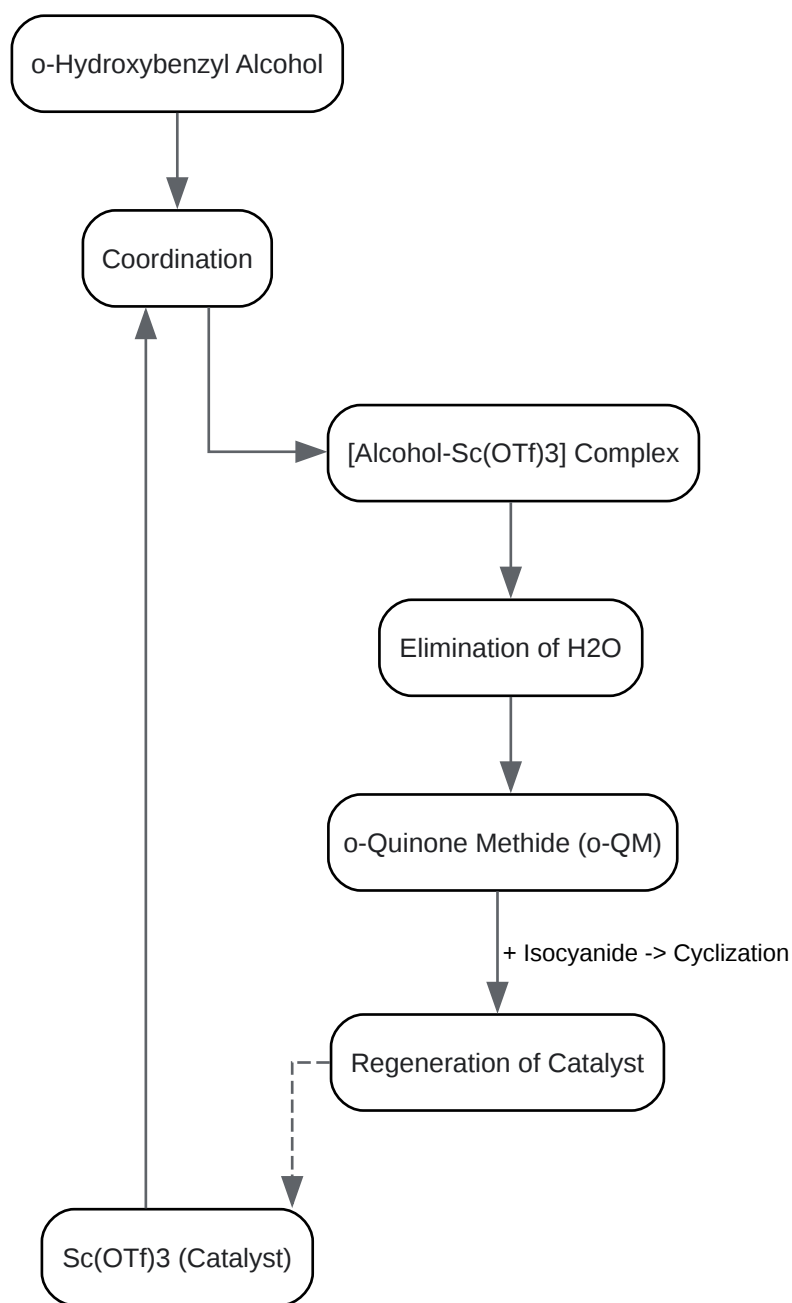 o-Hydroxybenzyl Alcohol
Coordination
[Alcohol-Sc(OTf)3] Complex
Elimination of H2O
o-Quinone Methide (o-QM)
+ Isocyanide -> Cyclization
Regeneration of Catalyst
Sc(OTf)3 (Catalyst)